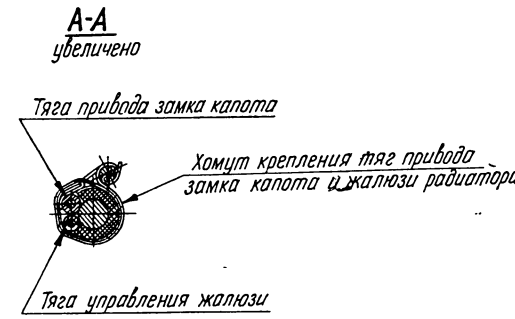 А-А
увеличено
Тяга привода замка капота
Хомут крепления тяг привода
замка капота и жалюзи радиатора
Тяга управления жалюзи